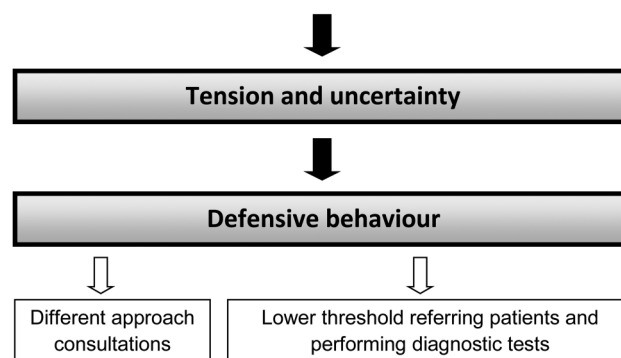 Tension and uncertainty
Defensive behaviour
Different approach
consultations
Lower threshold referring patients and
performing diagnostic tests